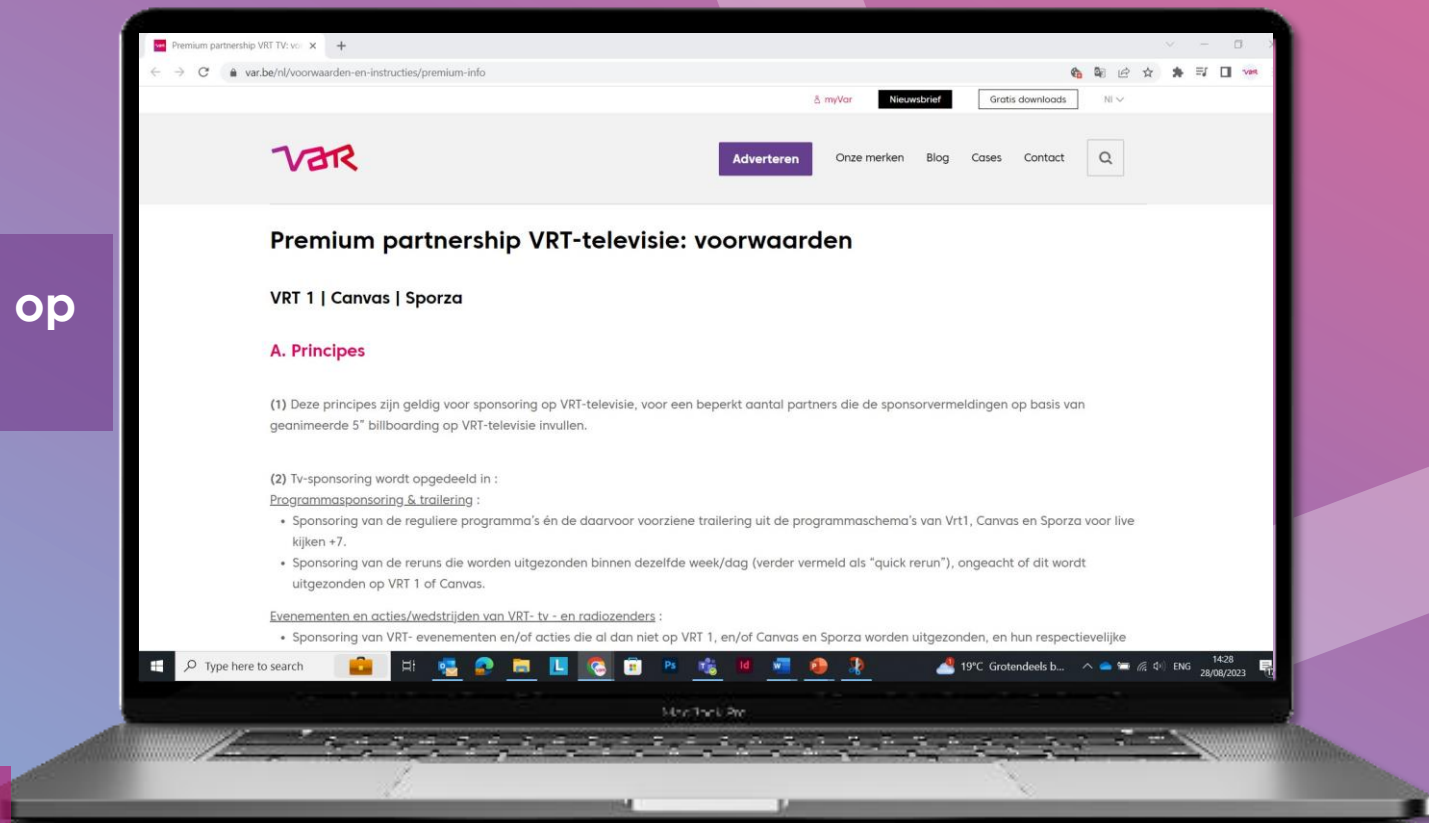 Premium partnership VRT TV: vo
var.be/nl/voorwaarden-en-instructies/premium-info
myVar Nieuwsbrief Gratis downloads Nl
var Adverteren Onze merken Blog Cases Contact
Premium partnership VRT-televisie: voorwaarden
op
VRT 1 | Canvas | Sporza
A. Principes
(1) Deze principes zijn geldig voor sponsoring op VRT-televisie, voor een beperkt aantal partners die de sponsorvermeldingen op basis van
geanimeerde 5” billboarding op VRT-televisie invullen.
(2) Tv-sponsoring wordt opgedeeld in :
Programmasponsoring & trailering :
• Sponsoring van de reguliere programma’s én de daarvoor voorziene trailering uit de programmaschema’s van Vrt1, Canvas en Sporza voor live
kijken +7.
• Sponsoring van de reruns die worden uitgezonden binnen dezelfde week/dag (verder vermeld als “quick rerun”), ongeacht of dit wordt
uitgezonden op VRT 1 of Canvas.
Evenementen en acties/wedstrijden van VRT- tv - en radiozenders :
• Sponsoring van VRT- evenementen en/of acties die al dan niet op VRT 1, en/of Canvas en Sporza worden uitgezonden, en hun respectievelijke
Type here to search L Ps Id 19°C Grotendeels b... ENG 14:28
28/08/2023
MacBook Pro